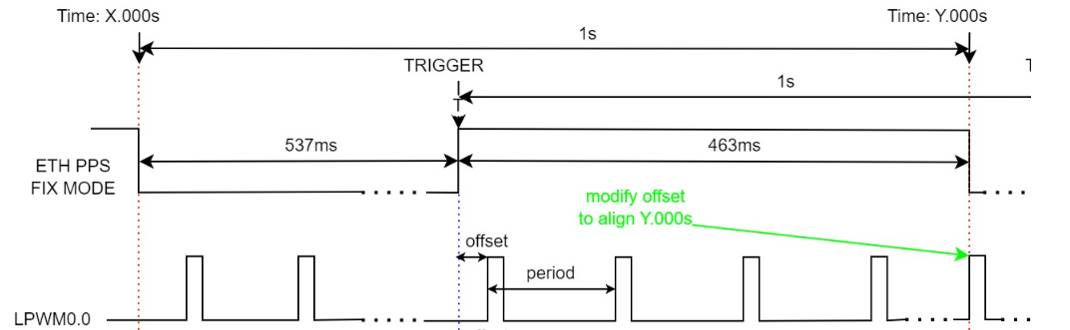 Time: X.000s
Time: Y.000s
1s
TRIGGER
1s
537ms
463ms
ETH PPS
FIX MODE
modify offset
to align Y.000s
offset
period
LPWM0.0